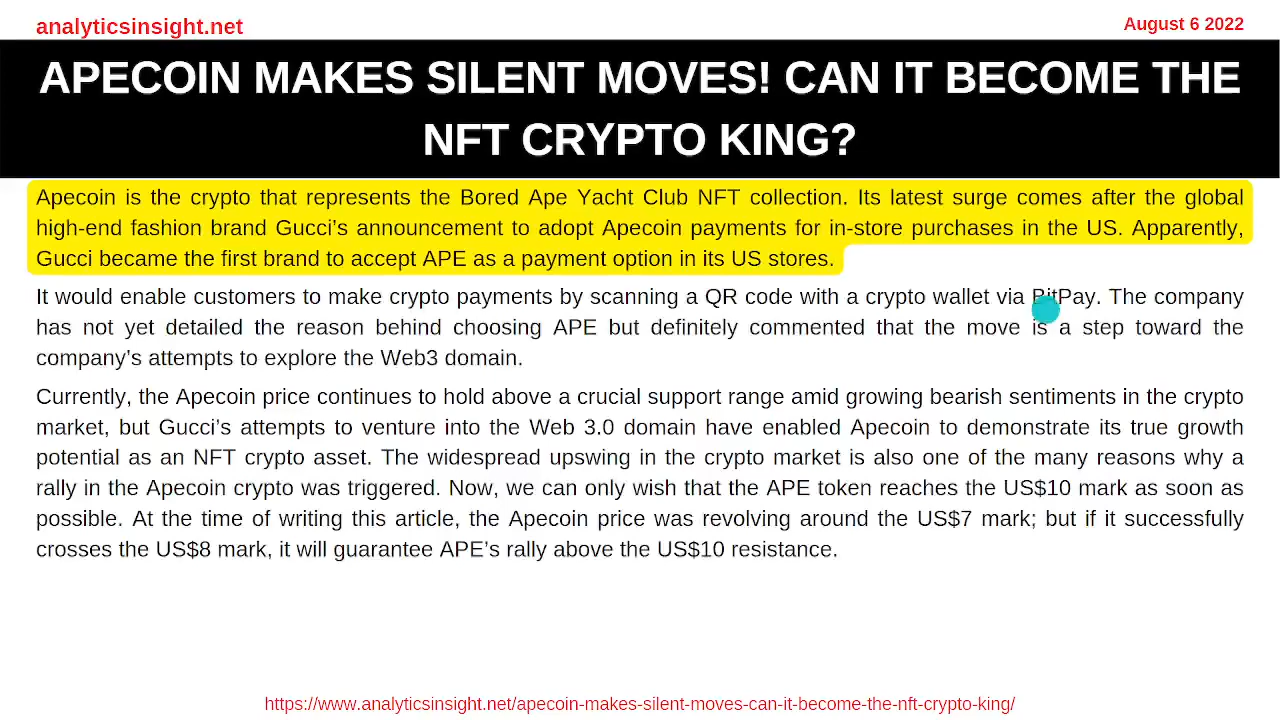 analyticsinsight.net
August 6 2022
APECOIN MAKES SILENT MOVES! CAN IT BECOME THE
NFT CRYPTO KING?
Apecoin is the crypto that represents the Bored Ape Yacht Club NFT collection. Its latest surge comes after the global
high-end fashion brand Gucci's announcement to adopt Apecoin payments for in-store purchases in the US. Apparently,
Gucci became the first brand to accept APE as a payment option in its US stores.
It would enable customers to make crypto payments by scanning a QR code with a crypto wallet via BitPay. The company
has not yet detailed the reason behind choosing APE but definitely commented that the move is a step toward the
company's attempts to explore the Web3 domain.
Currently, the Apecoin price continues to hold above a crucial support range amid growing bearish sentiments in the crypto
market, but Gucci's attempts to venture into the Web 3.0 domain have enabled Apecoin to demonstrate its true growth
potential as an NFT crypto asset. The widespread upswing in the crypto market is also one of the many reasons why a
rally in the Apecoin crypto was triggered. Now, we can only wish that the APE token reaches the US$10 mark as soon as
possible. At the time of writing this article, the Apecoin price was revolving around the US$7 mark; but if it successfully
crosses the US$8 mark, it will guarantee APE's rally above the US$10 resistance.
https://www.analyticsinsight.net/apecoin-makes-silent-moves-can-it-become-the-nft-crypto-king/